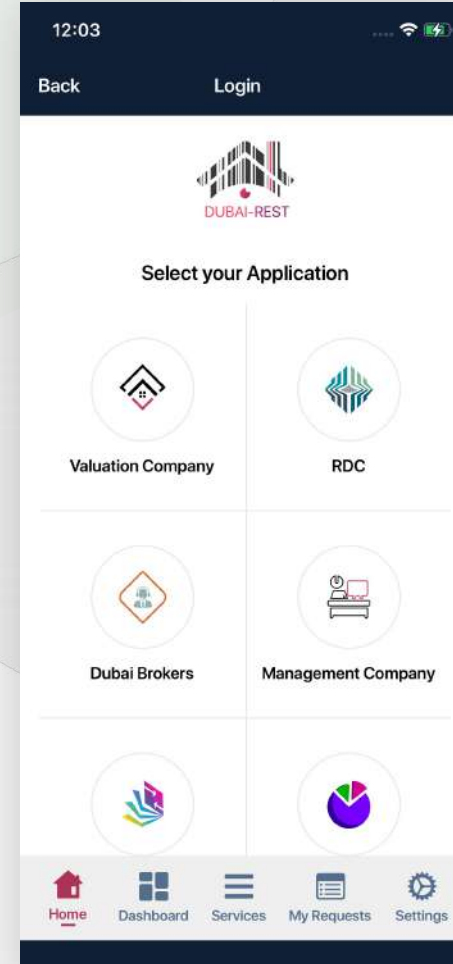 12:03
Back Login
DUBAI-REST
Select your Application
Valuation Company RDC
Dubai Brokers Management Company
Home Dashboard Services My Requests Settings